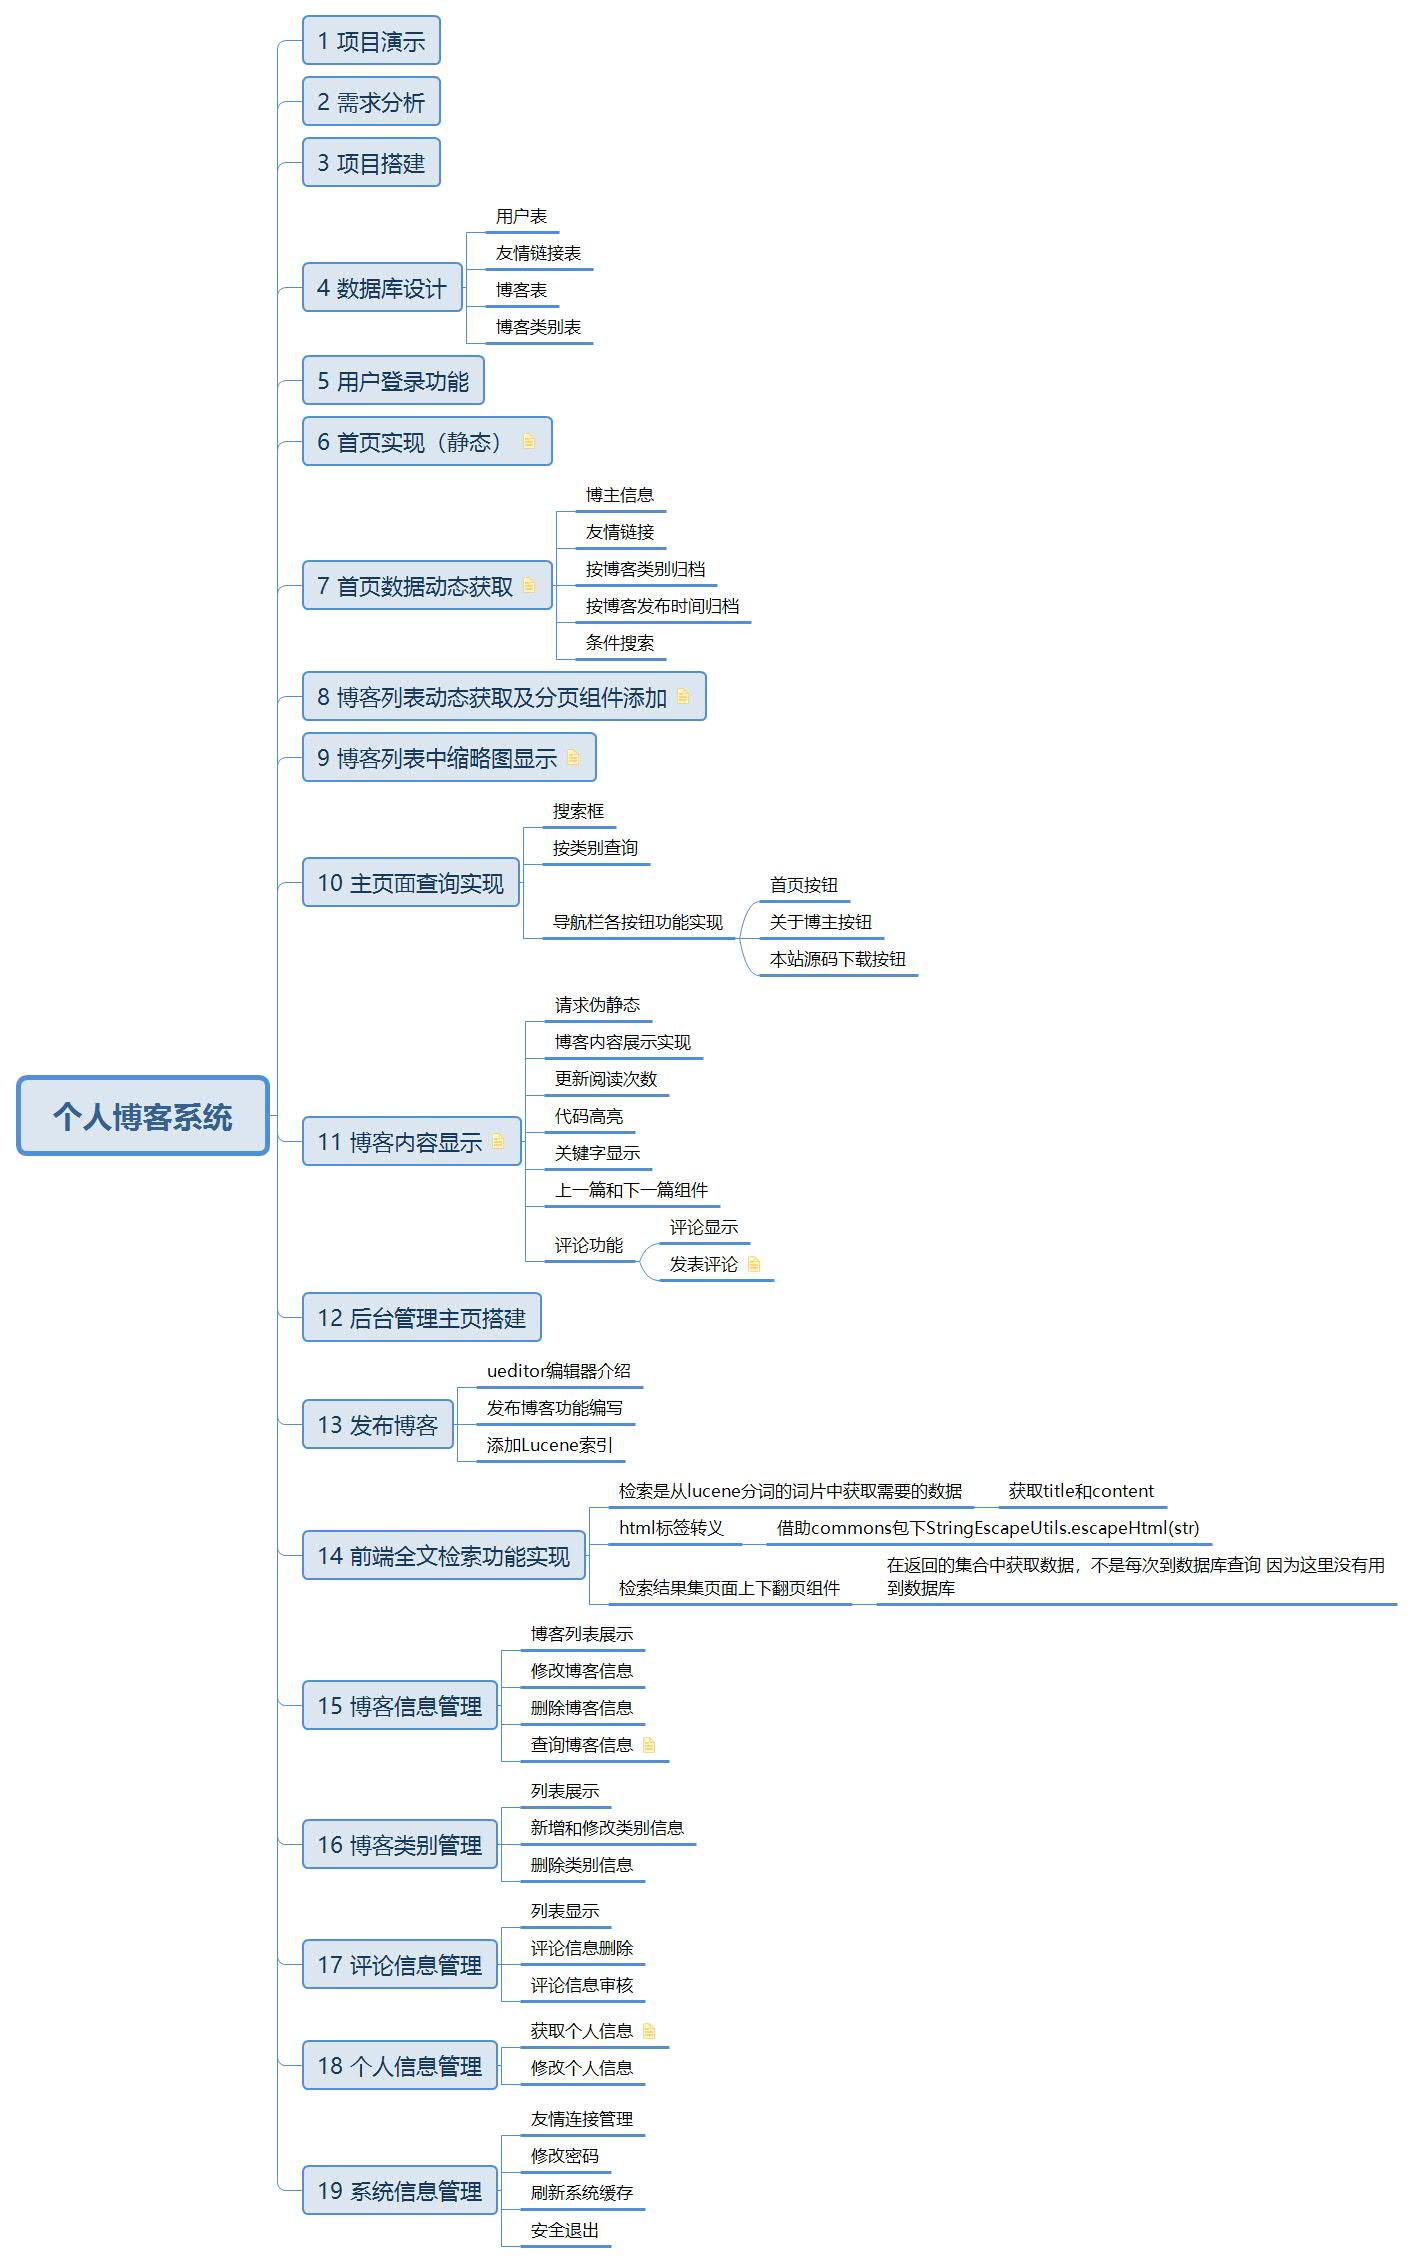 个人博客系统
1 项目演示
2 需求分析
3 项目搭建
4 数据库设计
用户表
友情链接表
博客表
博客类别表
5 用户登录功能
6 首页实现（静态）
7 首页数据动态获取
博主信息
友情链接
按博客类别归档
按博客发布时间归档
条件搜索
8 博客列表动态获取及分页组件添加
9 博客列表中缩略图显示
10 主页面查询实现
搜索框
按类别查询
导航栏各按钮功能实现
首页按钮
关于博主按钮
本站源码下载按钮
11 博客内容显示
请求伪静态
博客内容展示实现
更新阅读次数
代码高亮
关键字显示
上一篇和下一篇组件
评论功能
评论显示
发表评论
12 后台管理主页搭建
13 发布博客
ueditor编辑器介绍
发布博客功能编写
添加Lucene索引
14 前端全文检索功能实现
检索是从lucene分词的词片中获取需要的数据
获取title和content
html标签转义
借助commons包下StringEscapeUtils.escapeHtml(str)
检索结果集页面上下翻页组件
在返回的集合中获取数据，不是每次到数据库查询 因为这里没有用
到数据库
15 博客信息管理
博客列表展示
修改博客信息
删除博客信息
查询博客信息
16 博客类别管理
列表展示
新增和修改类别信息
删除类别信息
17 评论信息管理
列表显示
评论信息删除
评论信息审核
18 个人信息管理
获取个人信息
修改个人信息
19 系统信息管理
友情连接管理
修改密码
刷新系统缓存
安全退出